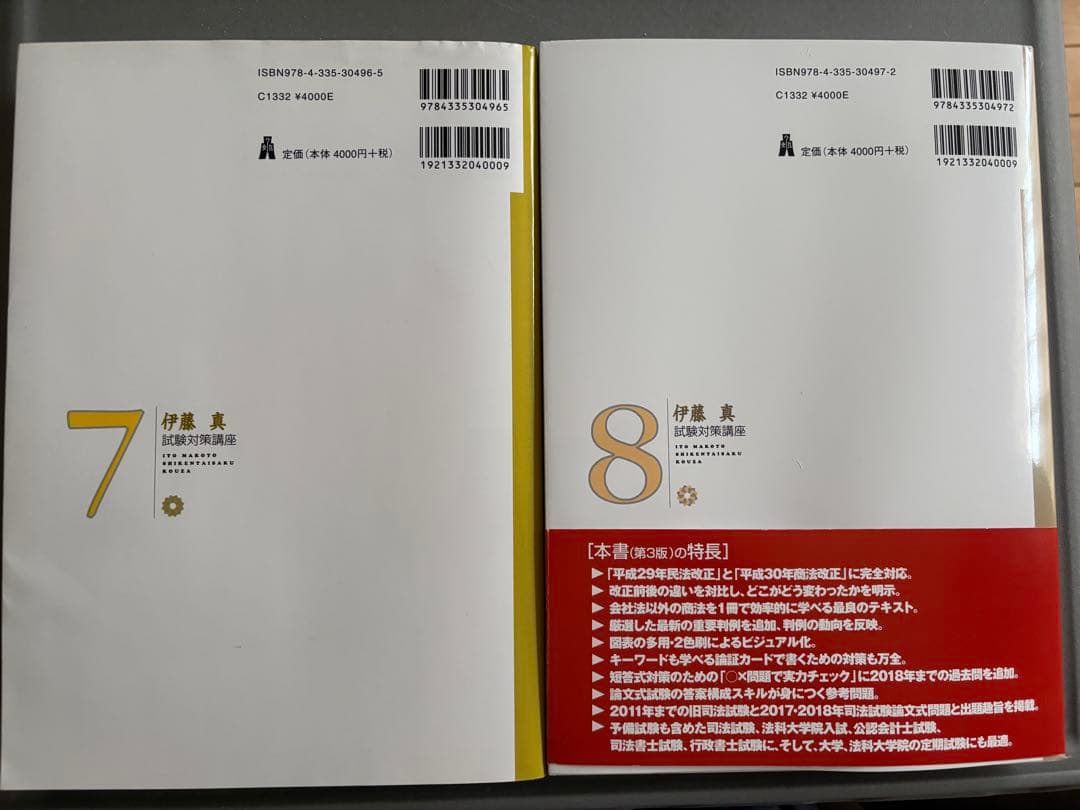 ISBN978-4-335-30496-5
C1332 ¥4000E
定価(本体 4000円+税)
9784335304965
1921332040009
7
伊藤 真
試験対策講座
ITO MAKOTO
SHIKENTAISAKU
KOUZA
ISBN978-4-335-30497-2
C1332 ¥4000E
定価(本体 4000円+税)
9784335304972
1921332040009
8
伊藤 真
試験対策講座
ITO MAKOTO
SHIKENTAISAKU
KOUZA
[本書(第3版)の特長]
▶「平成29年民法改正」と「平成30年商法改正」に完全対応。
▶改正前後の違いを対比し、どこがどう変わったかを明示。
▶会社法以外の商法を1冊で効率的に学べる最良のテキスト。
▶厳選した最新の重要判例を追加、判例の動向を反映。
▶図表の多用・2色刷によるビジュアル化。
▶キーワードも学べる論証カードで書くための対策も万全。
▶短答式対策のための「○×問題で実力チェック」に2018年までの過去問を追加。
▶論文式試験の答案構成スキルが身につく参考問題。
▶2011年までの旧司法試験と2017・2018年司法試験論文式問題と出題趣旨を掲載。
▶予備試験も含めた司法試験、法科大学院入試、公認会計士試験、
司法書士試験、行政書士試験に、そして、大学、法科大学院の定期試験にも最適。